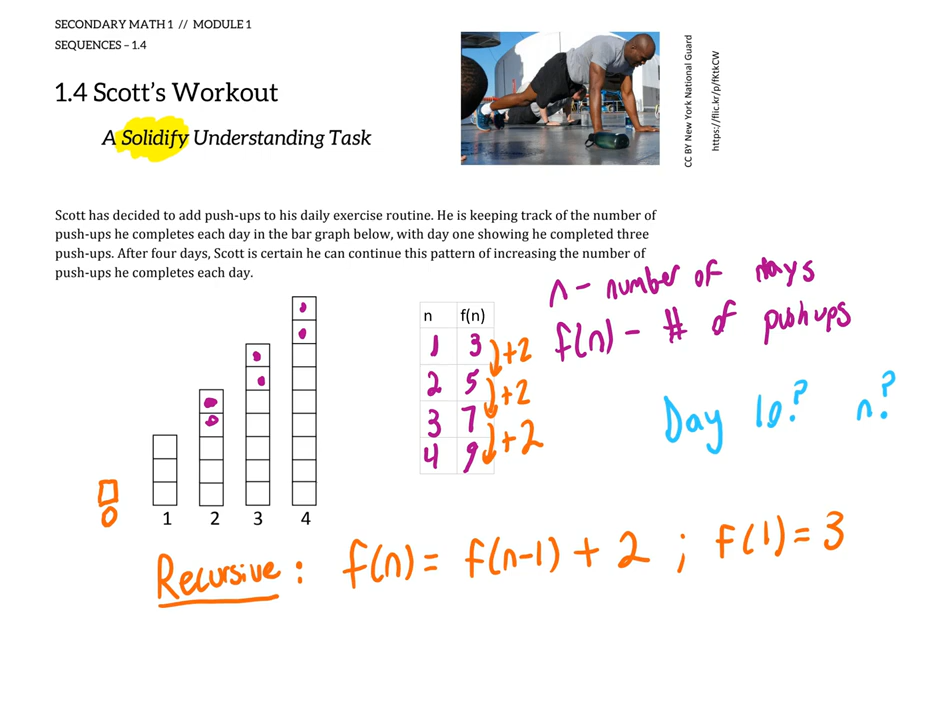 SECONDARY MATH 1 // MODULE 1
SEQUENCES – 1.4
1.4 Scott's Workout
A Solidify Understanding Task
CC BY New York National Guard
https://flic.kr/p/fKtkCW
Scott has decided to add push-ups to his daily exercise routine. He is keeping track of the number of
push-ups he completes each day in the bar graph below, with day one showing he completed three
push-ups. After four days, Scott is certain he can continue this pattern of increasing the number of
push-ups he completes each day.
n – number of days
f(n) – # of pushups
n f(n)
1 3
+2
2 5
+2
3 7
+2
4 9
Day 10? n?
0 1 2 3 4
Recursive: f(n) = f(n-1) + 2 ; f(1) = 3